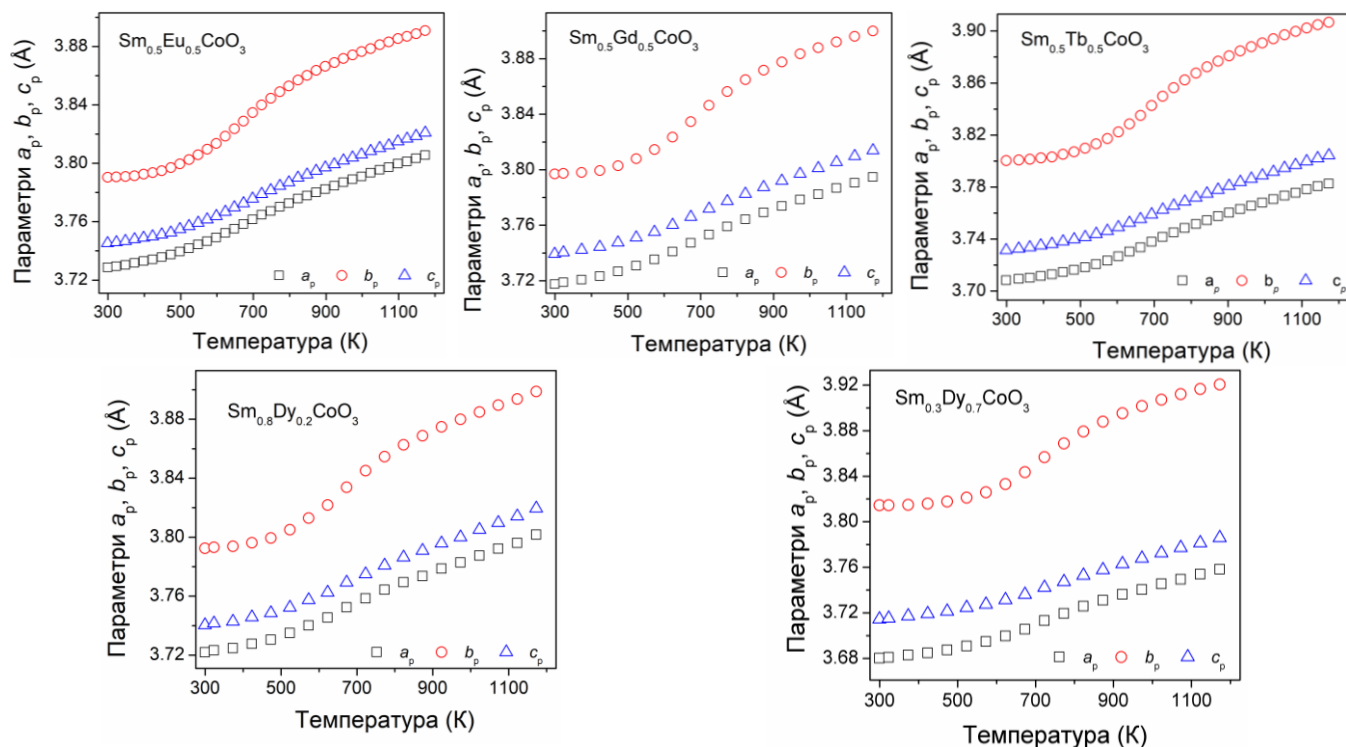 Sm0.5Eu0.5CoO3
3.88
3.84
3.80
3.76
3.72
Параметри ap, bp, cp (Å)
ap bp cp
300 500 700 900 1100
Температура (К)
Sm0.5Gd0.5CoO3
3.88
3.84
3.80
3.76
3.72
Параметри ap, bp, cp (Å)
ap bp cp
300 500 700 900 1100
Температура (К)
Sm0.5Tb0.5CoO3
3.90
3.86
3.82
3.78
3.74
3.70
Параметри ap, bp, cp (Å)
ap bp cp
300 500 700 900 1100
Температура (К)
Sm0.8Dy0.2CoO3
3.88
3.84
3.80
3.76
3.72
Параметри ap, bp, cp (Å)
ap bp cp
300 500 700 900 1100
Температура (К)
Sm0.3Dy0.7CoO3
3.92
3.88
3.84
3.80
3.76
3.72
3.68
Параметри ap, bp, cp (Å)
ap bp cp
300 500 700 900 1100
Температура (К)